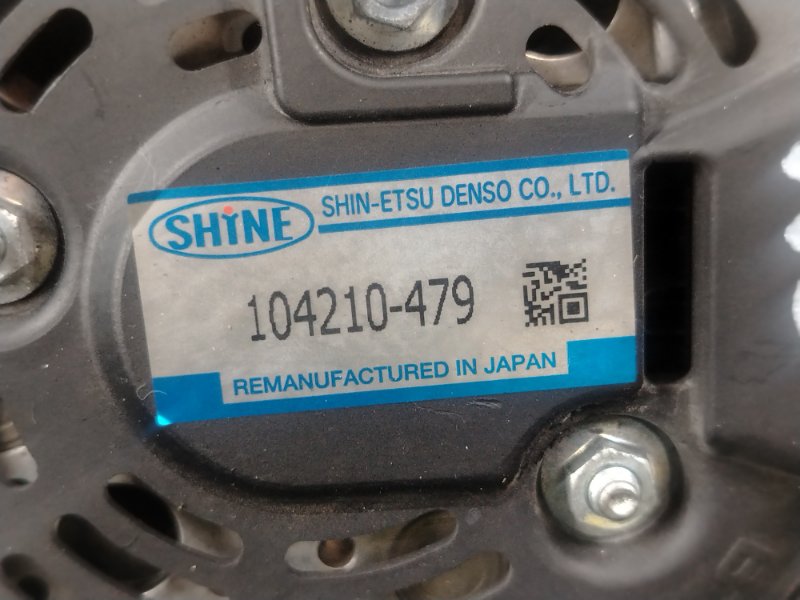 SHINE
SHIN-ETSU DENSO CO., LTD.
104210-479
REMANUFACTURED IN JAPAN